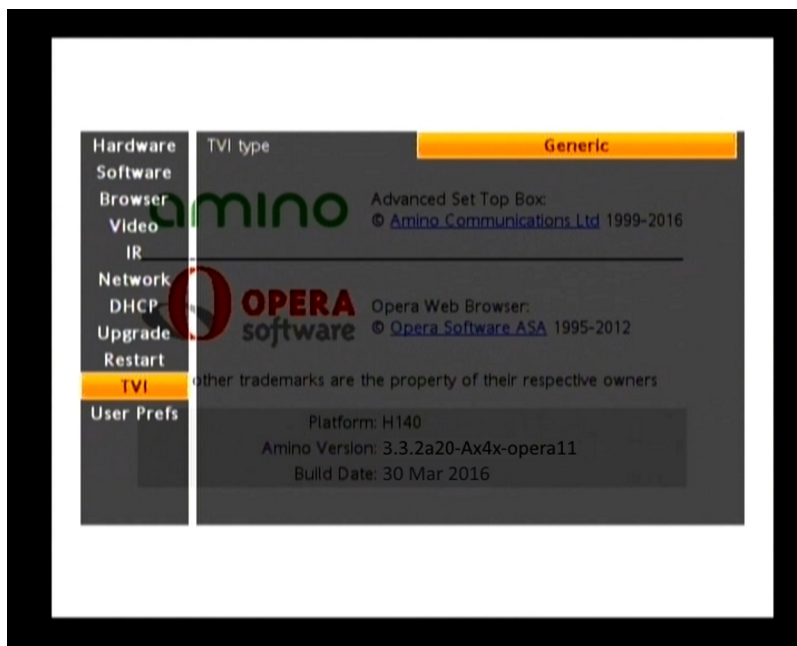 Hardware
Software
Browser
Video
IR
Network
DHCP
Upgrade
Restart
TVI
User Prefs
TVI type
Generic
amino
Advanced Set Top Box:
© Amino Communications Ltd 1999-2016
OPERA
software
Opera Web Browser:
© Opera Software ASA 1995-2012
other trademarks are the property of their respective owners
Platform: H140
Amino Version: 3.3.2a20-Ax4x-opera11
Build Date: 30 Mar 2016